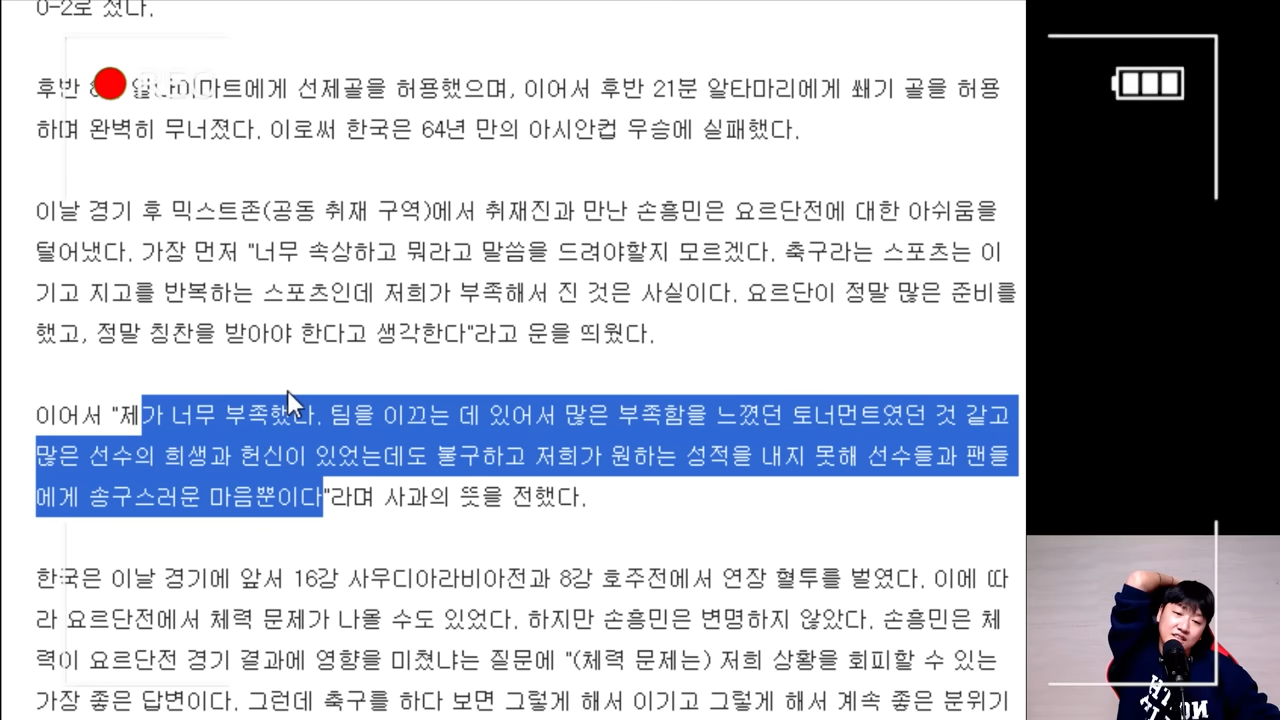 0-2로 졌다.
후반 8 알나이마트에게 선제골을 허용했으며, 이어서 후반 21분 알타마리에게 쐐기 골을 허용
하며 완벽히 무너졌다. 이로써 한국은 64년 만의 아시안컵 우승에 실패했다.
이날 경기 후 믹스트존(공동 취재 구역)에서 취재진과 만난 손흥민은 요르단전에 대한 아쉬움을
털어냈다. 가장 먼저 "너무 속상하고 뭐라고 말씀을 드려야할지 모르겠다. 축구라는 스포츠는 이
기고 지고를 반복하는 스포츠인데 저희가 부족해서 진 것은 사실이다. 요르단이 정말 많은 준비를
했고, 정말 칭찬을 받아야 한다고 생각한다"라고 운을 띄웠다.
이어서 "제가 너무 부족했다. 팀을 이끄는 데 있어서 많은 부족함을 느꼈던 토너먼트였던 것 같고
많은 선수의 희생과 헌신이 있었는데도 불구하고 저희가 원하는 성적을 내지 못해 선수들과 팬들
에게 송구스러운 마음뿐이다"라며 사과의 뜻을 전했다.
한국은 이날 경기에 앞서 16강 사우디아라비아전과 8강 호주전에서 연장 혈투를 벌였다. 이에 따
라 요르단전에서 체력 문제가 나올 수도 있었다. 하지만 손흥민은 변명하지 않았다. 손흥민은 체
력이 요르단전 경기 결과에 영향을 미쳤냐는 질문에 "(체력 문제는) 저희 상황을 회피할 수 있는
가장 좋은 답변이다. 그런데 축구를 하다 보면 그렇게 해서 이기고 그렇게 해서 계속 좋은 분위기